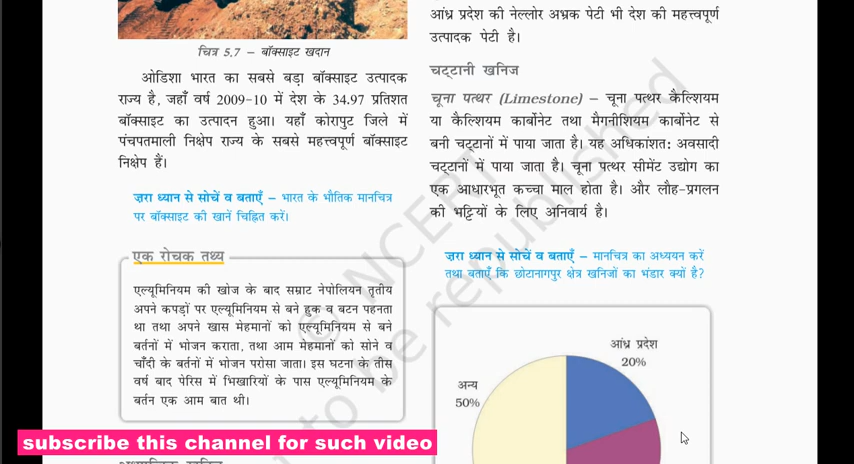 चित्र 5.7 – बॉक्साइट खदान
ओडिशा भारत का सबसे बड़ा बॉक्साइट उत्पादक
राज्य है, जहाँ वर्ष 2009-10 में देश के 34.97 प्रतिशत
बॉक्साइट का उत्पादन हुआ। यहाँ कोरापुट जिले में
पंचपतमाली निक्षेप राज्य के सबसे महत्त्वपूर्ण बॉक्साइट
निक्षेप हैं।
ज़रा ध्यान से सोचें व बताएँ – भारत के भौतिक मानचित्र
पर बॉक्साइट की खानें चिह्नित करें।
एक रोचक तथ्य
एल्यूमिनियम की खोज के बाद सम्राट नेपोलियन तृतीय
अपने कपड़ों पर एल्यूमिनियम से बने हुक व बटन पहनता
था तथा अपने खास मेहमानों को एल्यूमिनियम से बने
बर्तनों में भोजन कराता, तथा आम मेहमानों को सोने व
चाँदी के बर्तनों में भोजन परोसा जाता। इस घटना के तीस
वर्ष बाद पेरिस में भिखारियों के पास एल्यूमिनियम के
बर्तन एक आम बात थी।
subscribe this channel for such video
आंध्र प्रदेश की नेल्लोर अभ्रक पेटी भी देश की महत्त्वपूर्ण
उत्पादक पेटी है।
चट्टानी खनिज
चूना पत्थर (Limestone) – चूना पत्थर कैल्शियम
या कैल्शियम कार्बोनेट तथा मैगनीशियम कार्बोनेट से
बनी चट्टानों में पाया जाता है। यह अधिकांशत: अवसादी
चट्टानों में पाया जाता है। चूना पत्थर सीमेंट उद्योग का
एक आधारभूत कच्चा माल होता है। और लौह-प्रगलन
की भट्टियों के लिए अनिवार्य है।
ज़रा ध्यान से सोचें व बताएँ – मानचित्र का अध्ययन करें
तथा बताएँ कि छोटानागपुर क्षेत्र खनिजों का भंडार क्यों है?
आंध्र प्रदेश
20%
अन्य
50%
© NCERT
be republished